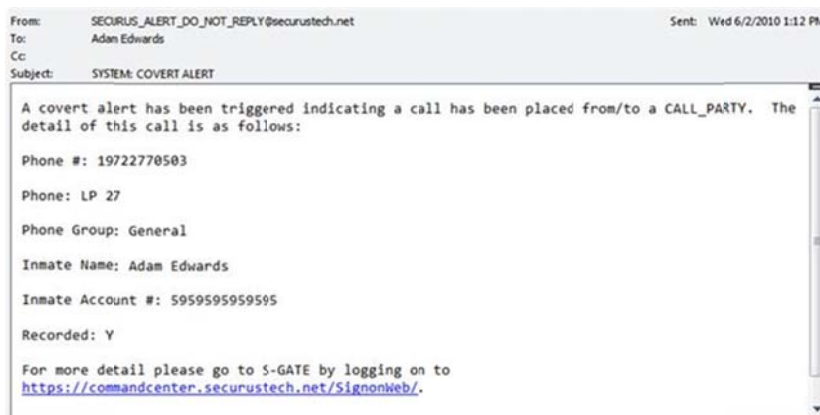 From: SECURUS_ALERT_DO_NOT_REPLY@securustech.net Sent: Wed 6/2/2010 1:12 PM
To: Adam Edwards
Cc:
Subject: SYSTEM: COVERT ALERT
A covert alert has been triggered indicating a call has been placed from/to a CALL_PARTY. The
detail of this call is as follows:
Phone #: 19722770503
Phone: LP 27
Phone Group: General
Inmate Name: Adam Edwards
Inmate Account #: 5959595959595
Recorded: Y
For more detail please go to S-GATE by logging on to
https://commandcenter.securustech.net/SignonWeb/.